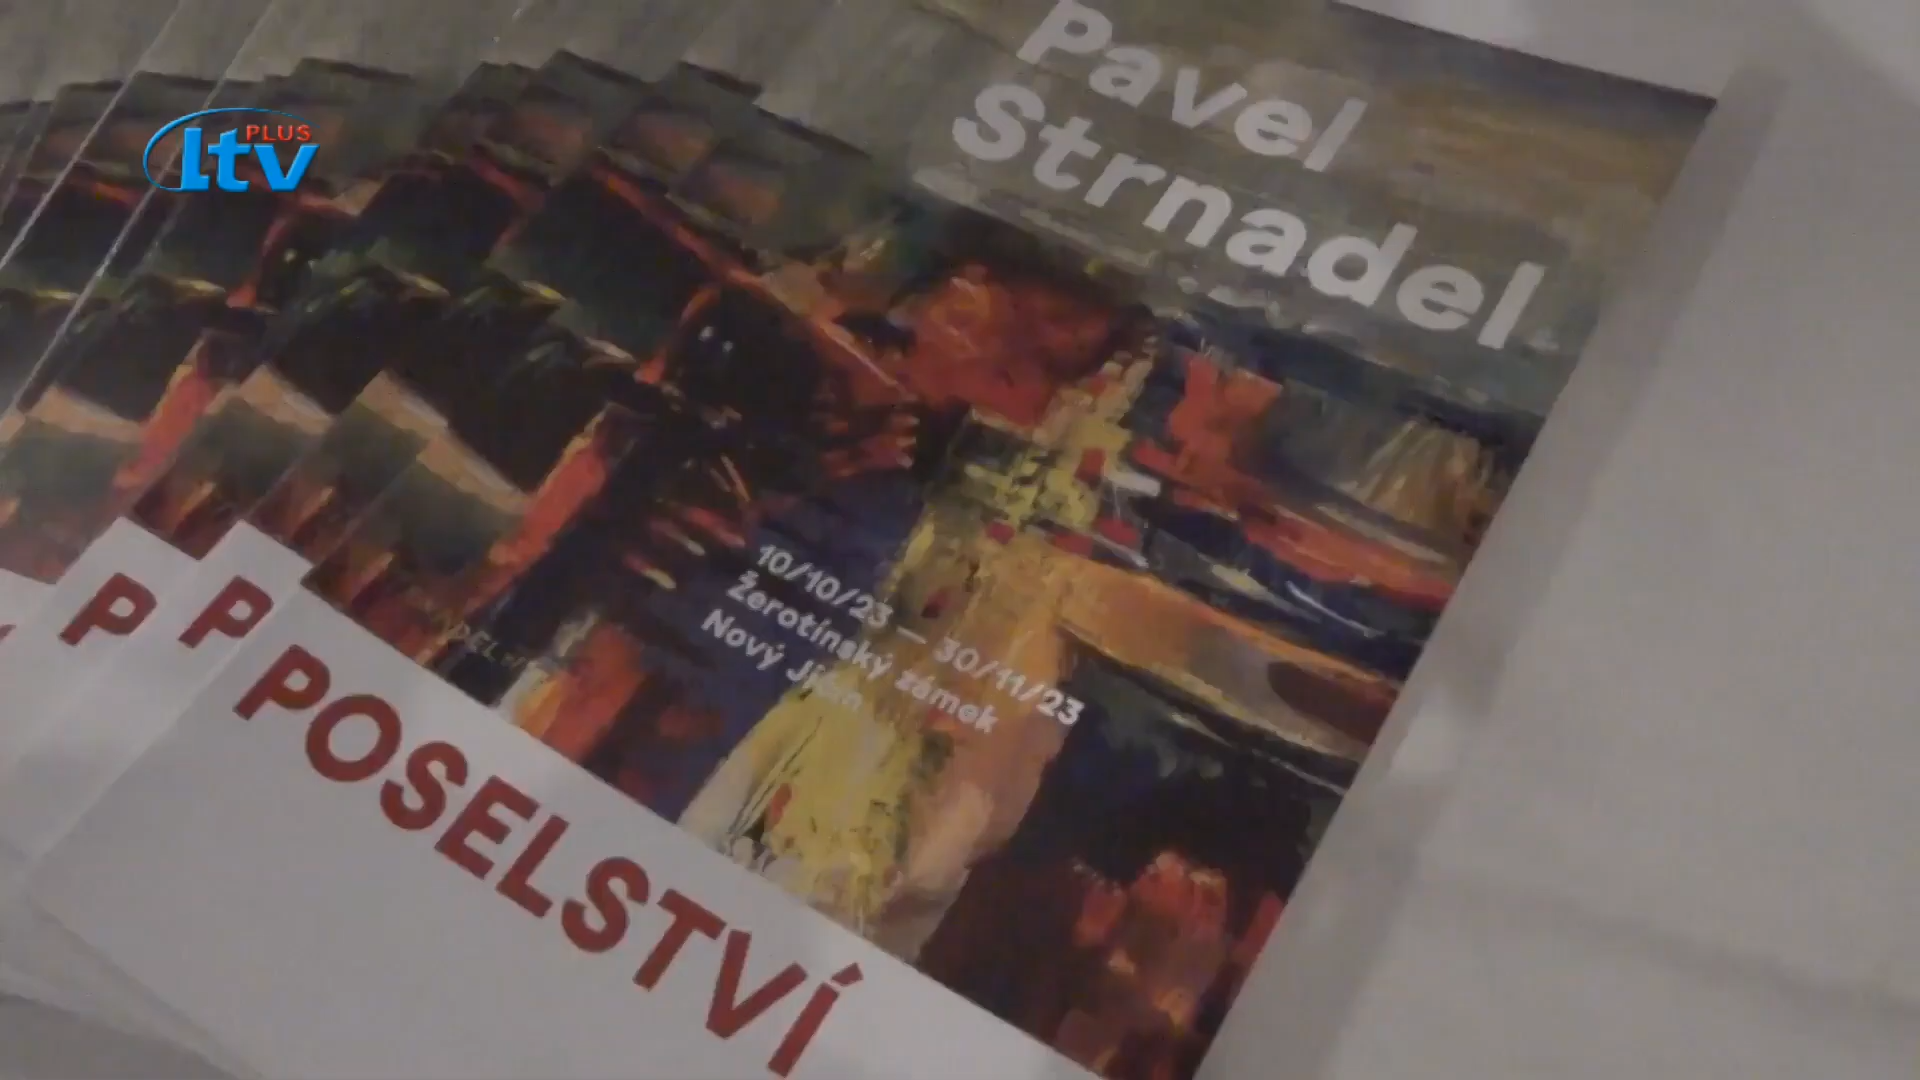 PLUS
ltv
Pavel
Strnadel
10/10/23 — 30/11/23
Žerotínský zámek
Nový Jičín
P
P
POSELSTVÍ